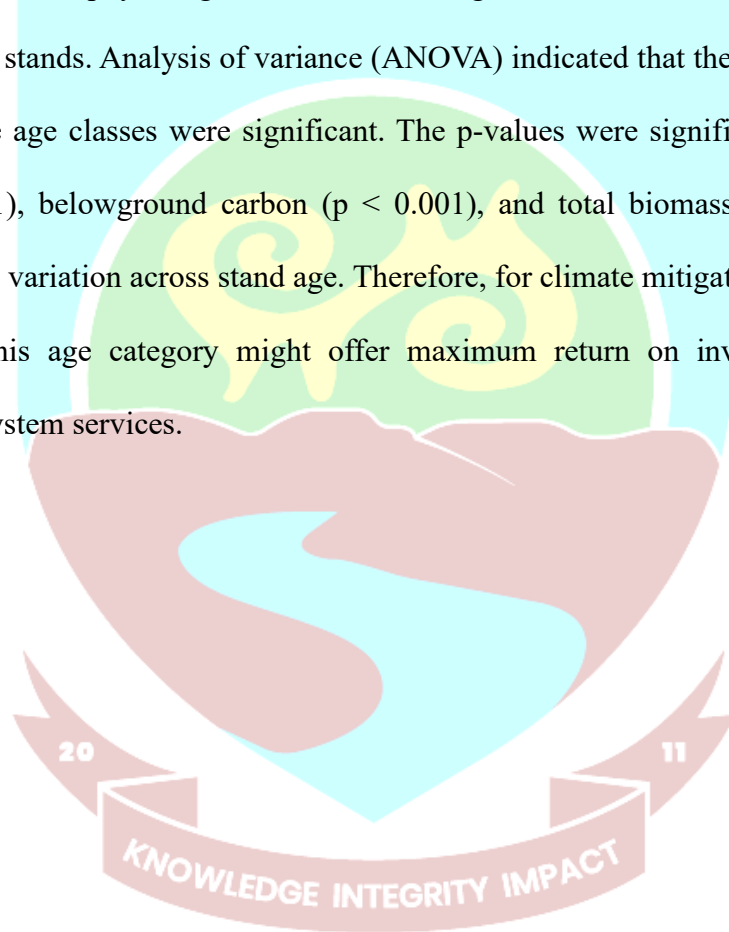 stands. Analysis of variance (ANOVA) indicated that the
age classes were significant. The p-values were signifi
), belowground carbon (p < 0.001), and total biomass
variation across stand age. Therefore, for climate mitigat
his age category might offer maximum return on inv
ystem services.
20
11
KNOWLEDGE INTEGRITY IMPACT